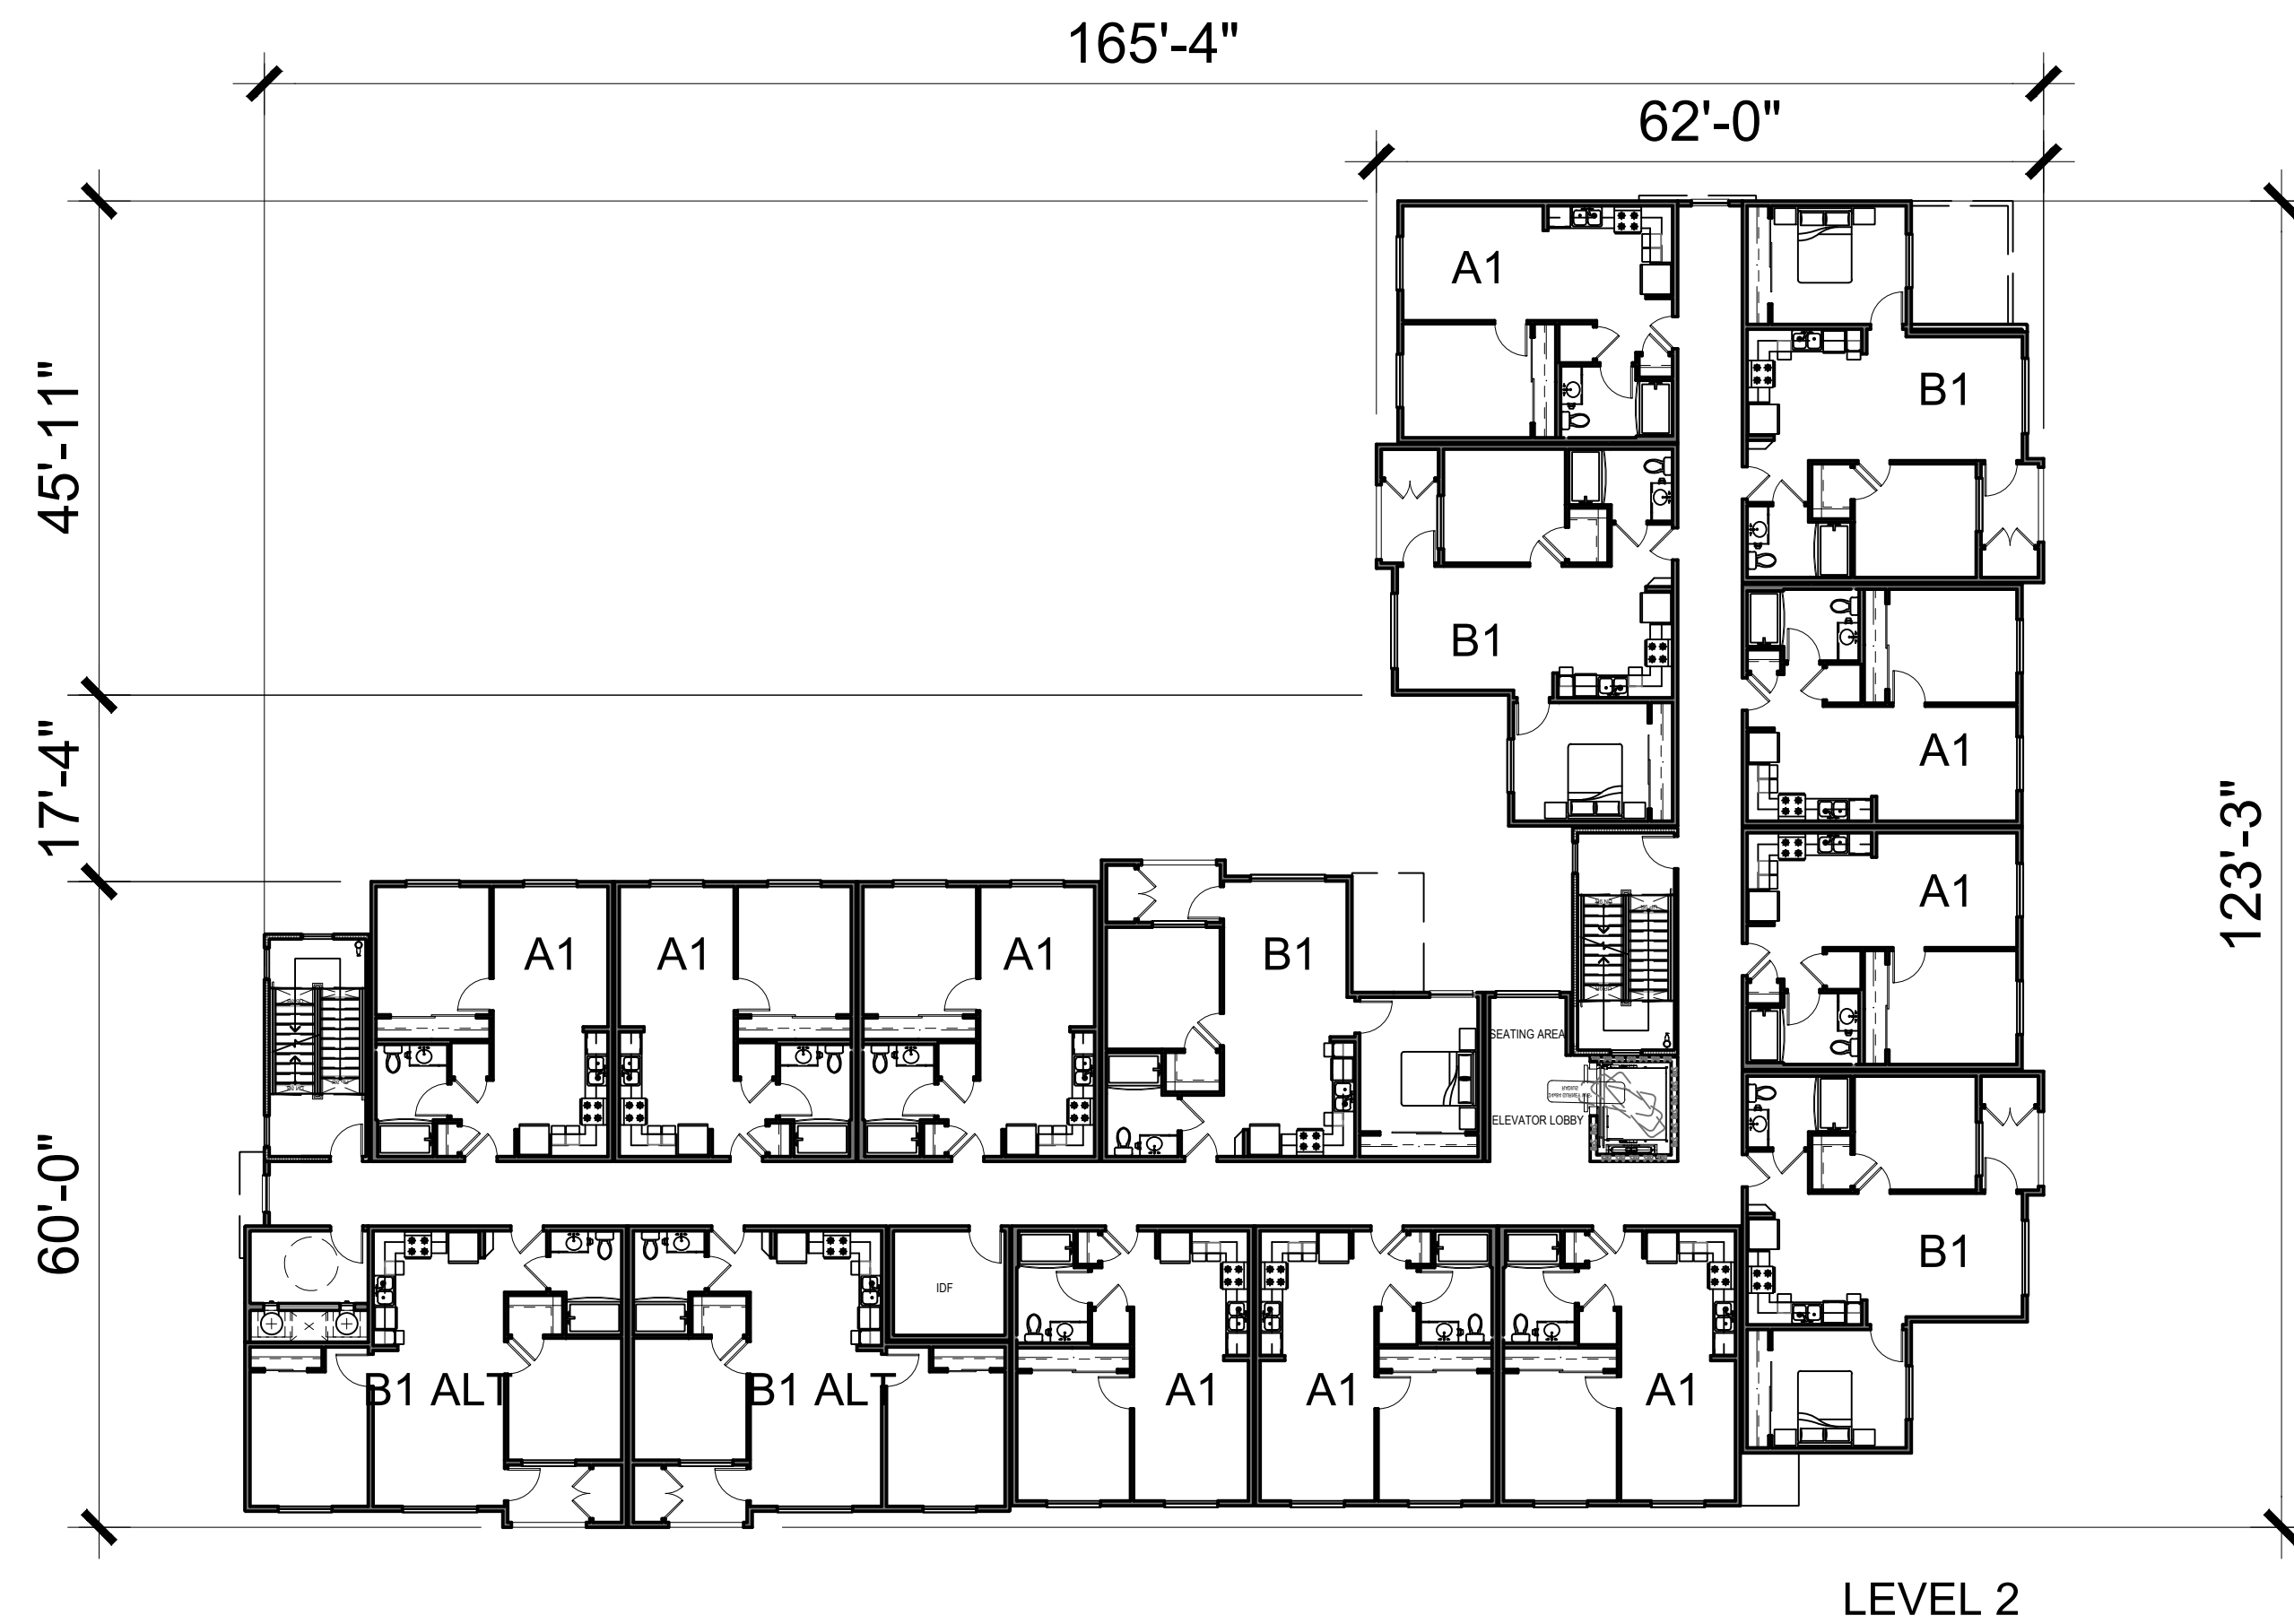 165'-4"
62'-0"
A1
45'-11"
B1
B1
17'-4"
A1
123'-3"
A1
A1
A1
A1
B1
SEATING AREA
ELEVATOR LOBBY
60'-0"
B1
IDF
B1 ALT
B1 ALT
A1
A1
A1
LEVEL 2